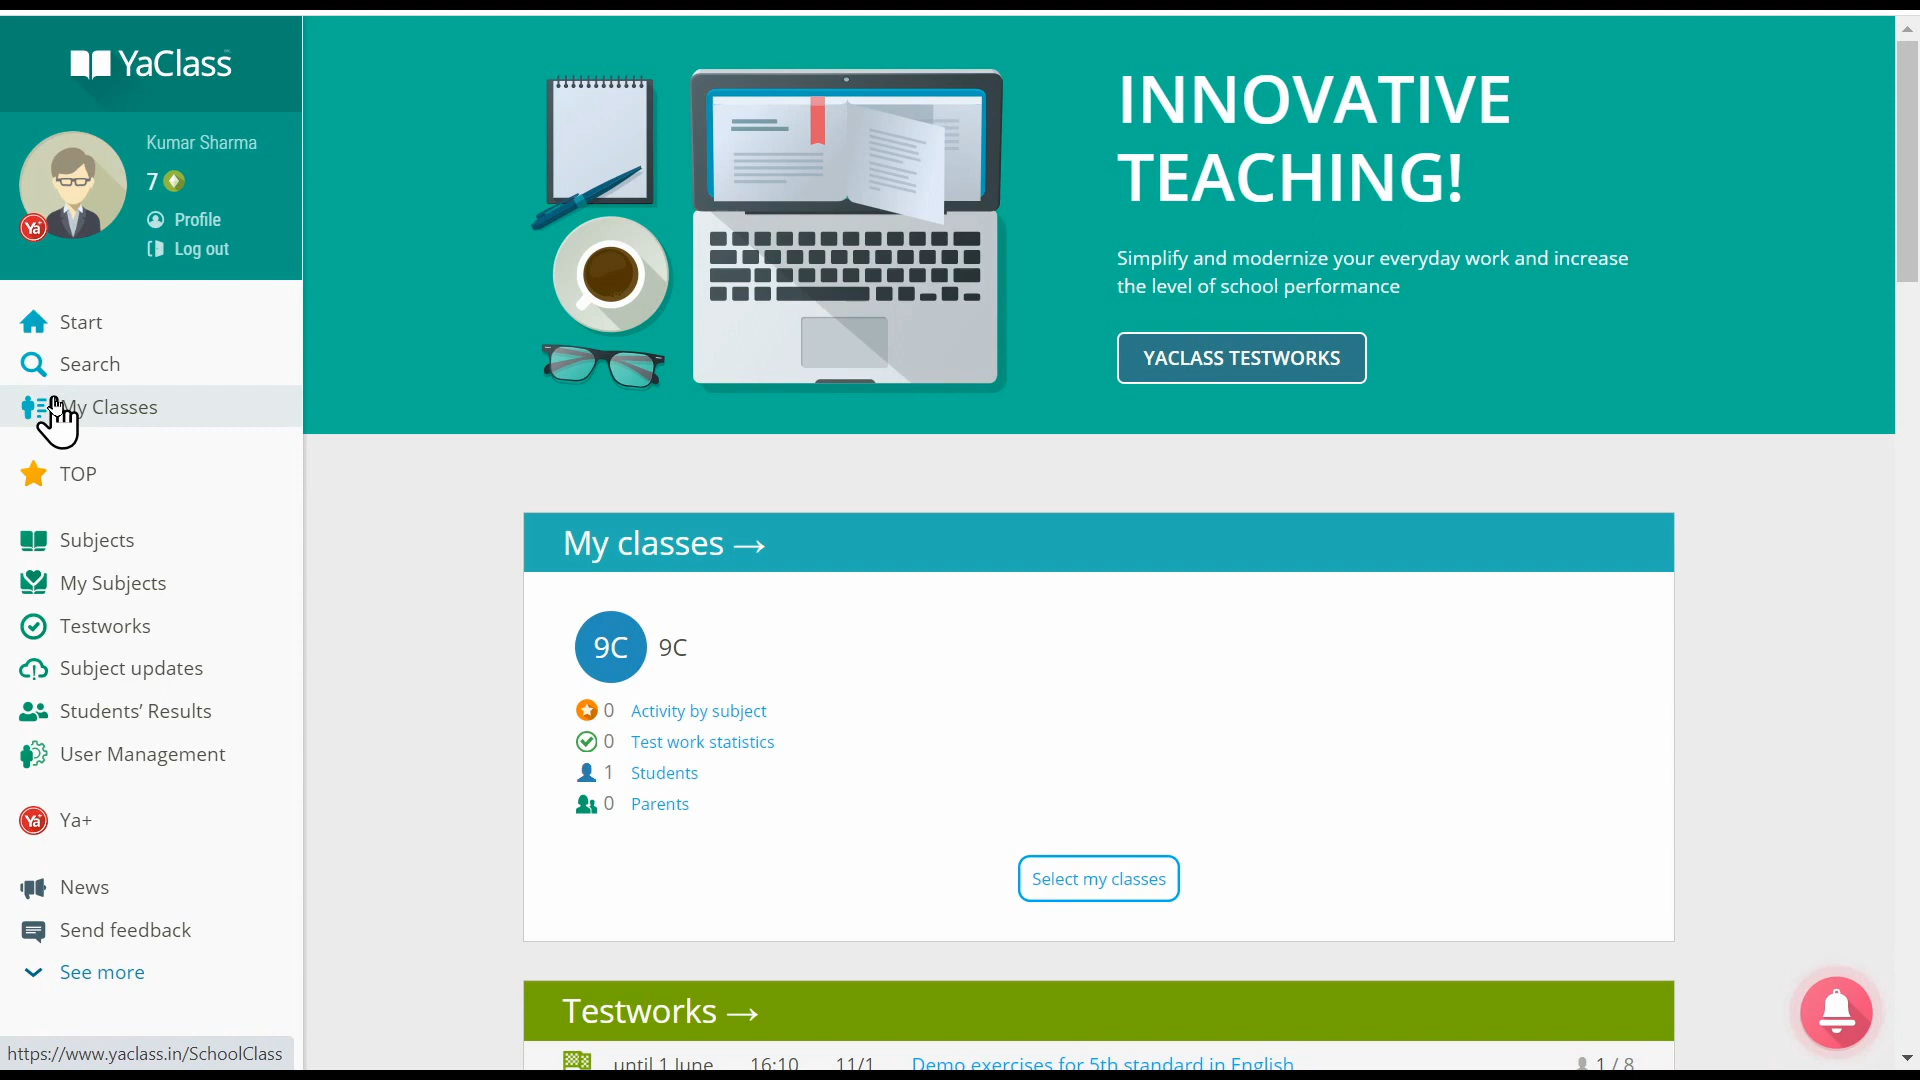 YaClass
Kumar Sharma
7
Profile
Log out
Ya+
Start
Search
My Classes
TOP
Subjects
My Subjects
Testworks
Subject updates
Students' Results
User Management
Ya+
Ya+
News
Send feedback
See more
https://www.yaclass.in/SchoolClass
INNOVATIVE
TEACHING!
Simplify and modernize your everyday work and increase
the level of school performance
YACLASS TESTWORKS
My classes →
9C 9C
0 Activity by subject
0 Test work statistics
1 Students
0 Parents
Select my classes
Testworks →
until 1 June 16:10 11/1 Demo exercises for 5th standard in English 1 / 8